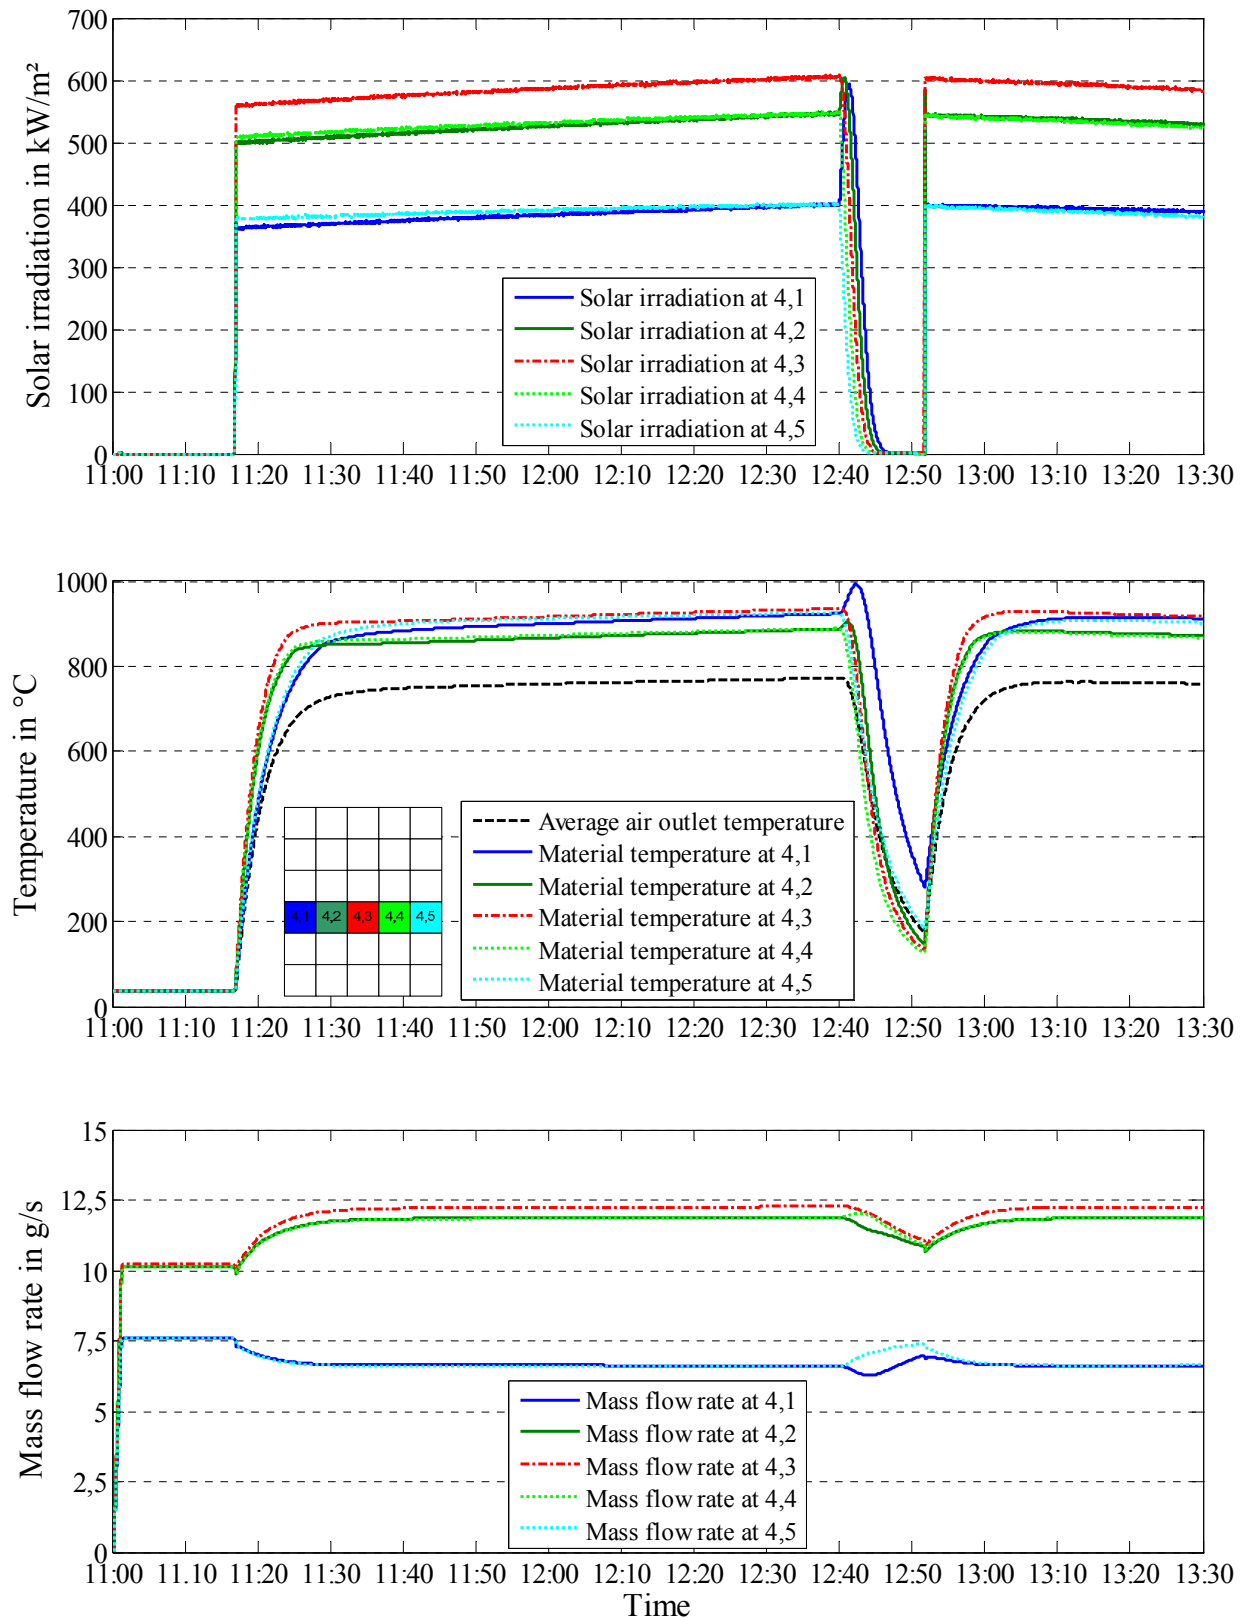 Solar irradiation in kW/m²
700
600
500
400
300
200
100
0
Solar irradiation at 4,1
Solar irradiation at 4,2
Solar irradiation at 4,3
Solar irradiation at 4,4
Solar irradiation at 4,5
11:00 11:10 11:20 11:30 11:40 11:50 12:00 12:10 12:20 12:30 12:40 12:50 13:00 13:10 13:20 13:30
Temperature in °C
1000
800
600
400
200
0
4,1 4,2 4,3 4,4 4,5
Average air outlet temperature
Material temperature at 4,1
Material temperature at 4,2
Material temperature at 4,3
Material temperature at 4,4
Material temperature at 4,5
11:00 11:10 11:20 11:30 11:40 11:50 12:00 12:10 12:20 12:30 12:40 12:50 13:00 13:10 13:20 13:30
Mass flow rate in g/s
15
12,5
10
7,5
5
2,5
0
Mass flow rate at 4,1
Mass flow rate at 4,2
Mass flow rate at 4,3
Mass flow rate at 4,4
Mass flow rate at 4,5
11:00 11.10 11:20 11:30 11:40 11:50 12:00 12:10 12:20 12:30 12:40 12:50 13:00 13:10 13:20 13:30
Time